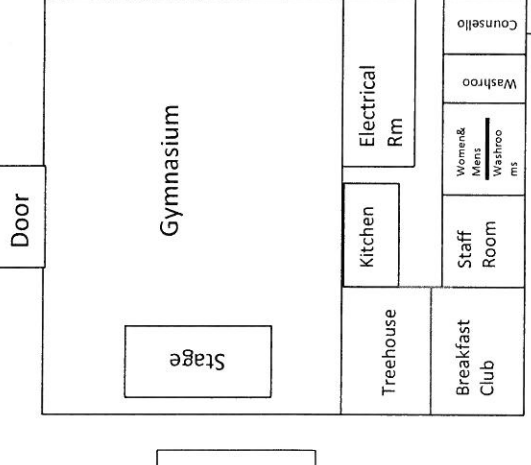 Door
Gymnasium
Stage
Electrical
Rm
Kitchen
Treehouse
Breakfast
Club
Staff
Room
Women&
Mens
Washroo
ms
Washroo
Counsello